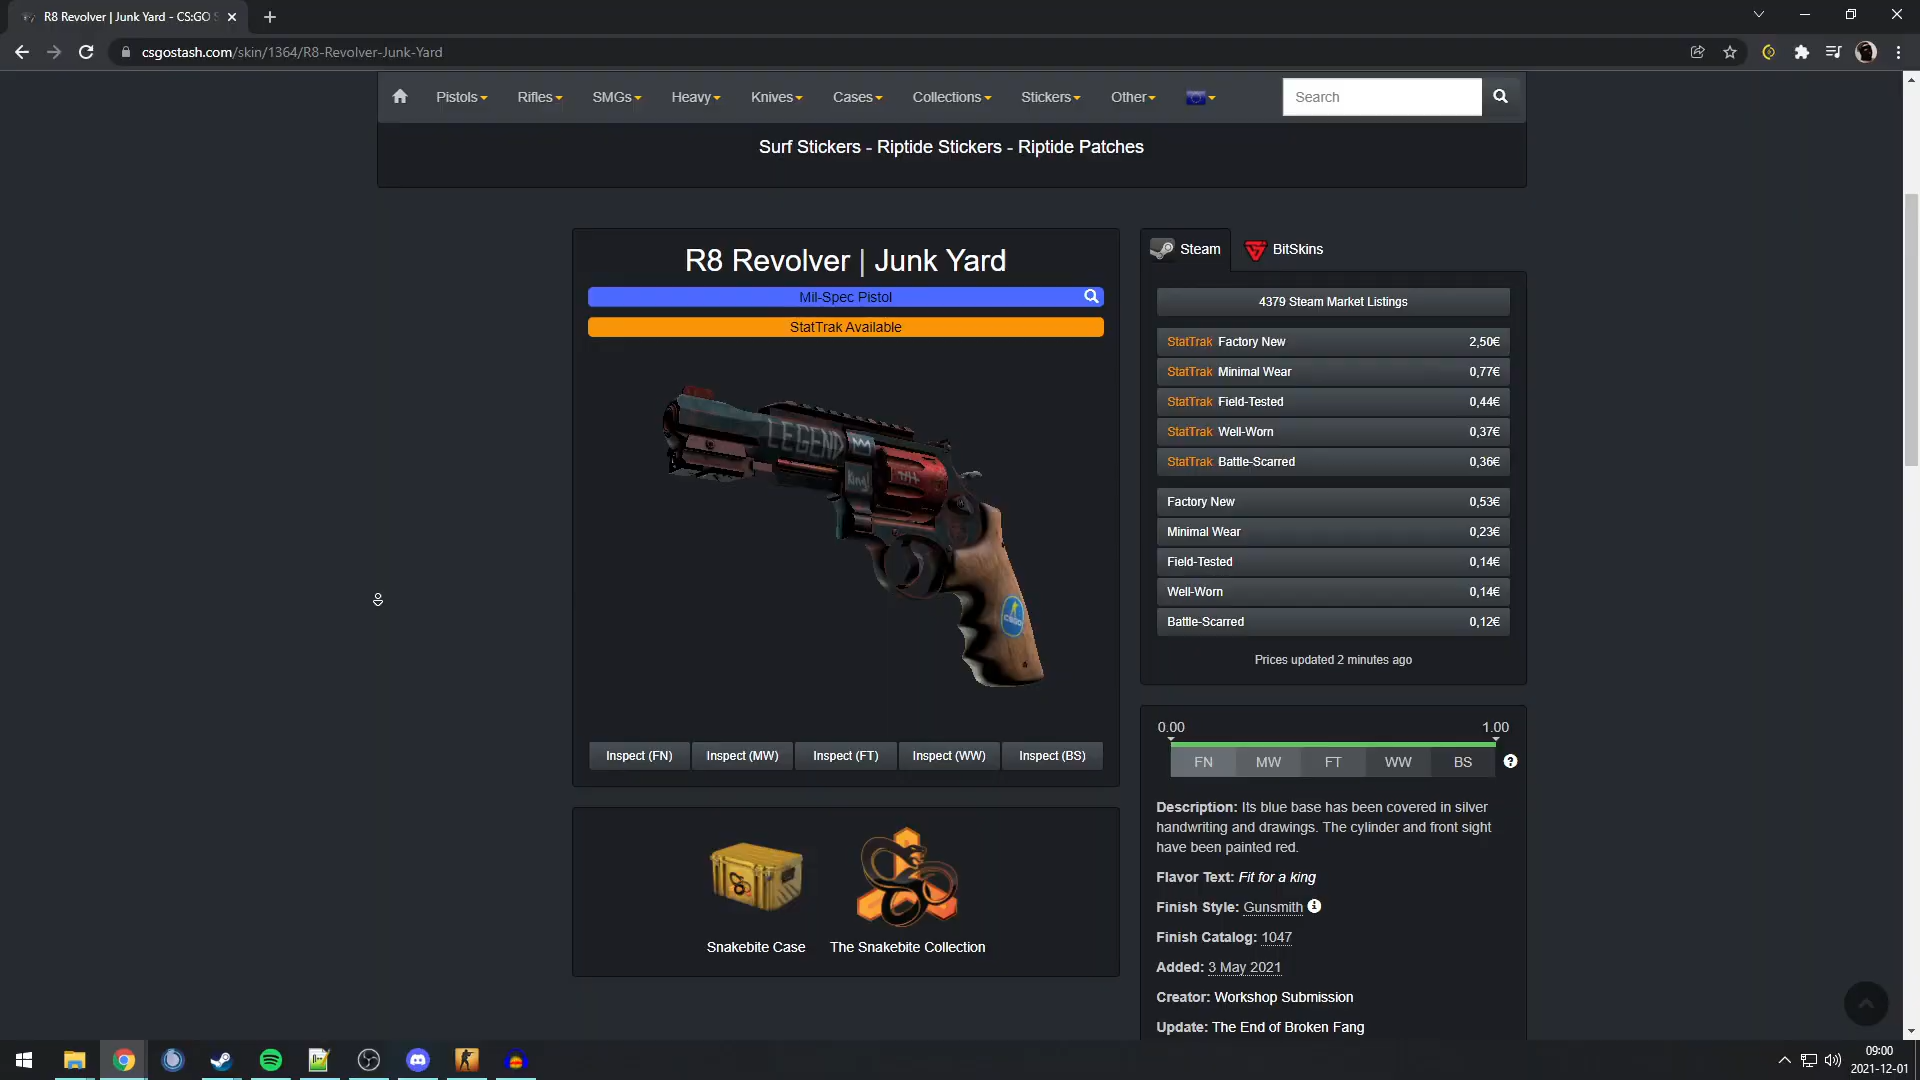 R8 Revolver | Junk Yard - CS:GO S
csgostash.com/skin/1364/R8-Revolver-Junk-Yard
Pistols Rifles SMGs Heavy Knives Cases Collections Stickers Other Search
Surf Stickers - Riptide Stickers - Riptide Patches
R8 Revolver | Junk Yard
Mil-Spec Pistol
StatTrak Available
LEGEND
King!
CS:GO
Inspect (FN) Inspect (MW) Inspect (FT) Inspect (WW) Inspect (BS)
Snakebite Case The Snakebite Collection
Steam BitSkins
4379 Steam Market Listings
StatTrak Factory New 2,50€
StatTrak Minimal Wear 0,77€
StatTrak Field-Tested 0,44€
StatTrak Well-Worn 0,37€
StatTrak Battle-Scarred 0,36€
Factory New 0,53€
Minimal Wear 0,23€
Field-Tested 0,14€
Well-Worn 0,14€
Battle-Scarred 0,12€
Prices updated 2 minutes ago
0.00 1.00
FN MW FT WW BS
Description: Its blue base has been covered in silver
handwriting and drawings. The cylinder and front sight
have been painted red.
Flavor Text: Fit for a king
Finish Style: Gunsmith
Finish Catalog: 1047
Added: 3 May 2021
Creator: Workshop Submission
Update: The End of Broken Fang
09:00
2021-12-01